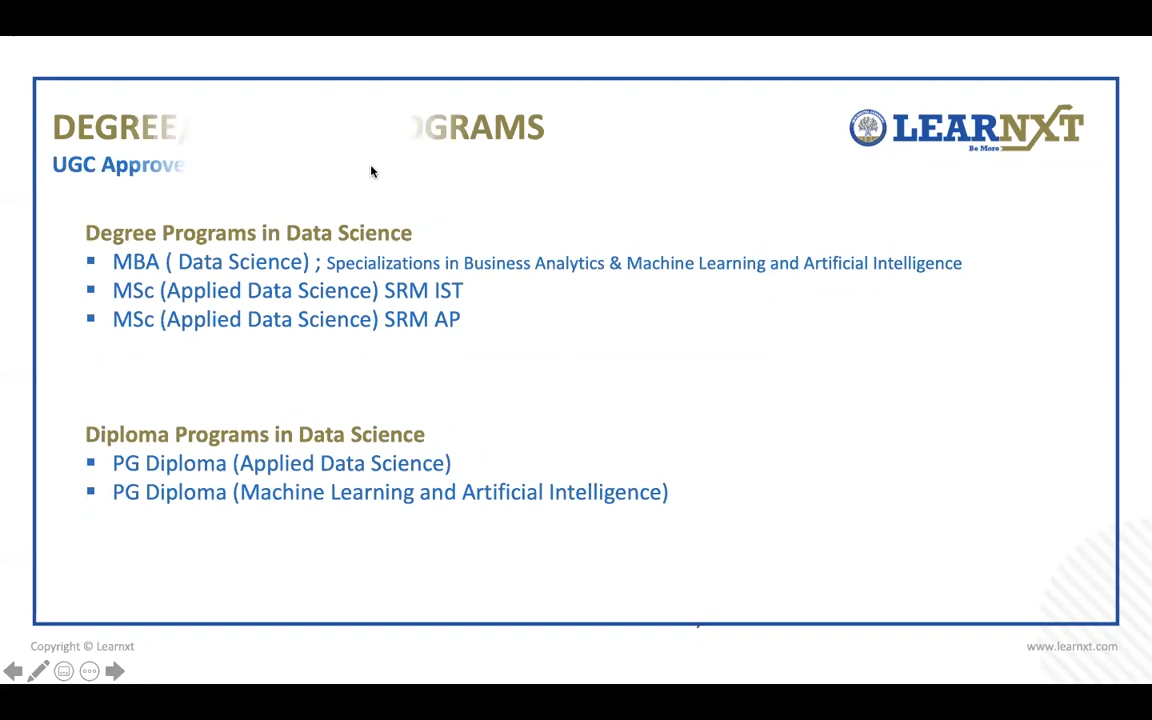 DEGREE
OGRAMS
LEARNXT
Be More
UGC Approve
Degree Programs in Data Science
▪ MBA ( Data Science) ; Specializations in Business Analytics & Machine Learning and Artificial Intelligence
▪ MSc (Applied Data Science) SRM IST
▪ MSc (Applied Data Science) SRM AP
Diploma Programs in Data Science
▪ PG Diploma (Applied Data Science)
▪ PG Diploma (Machine Learning and Artificial Intelligence)
Copyright © Learnxt
www.learnxt.com